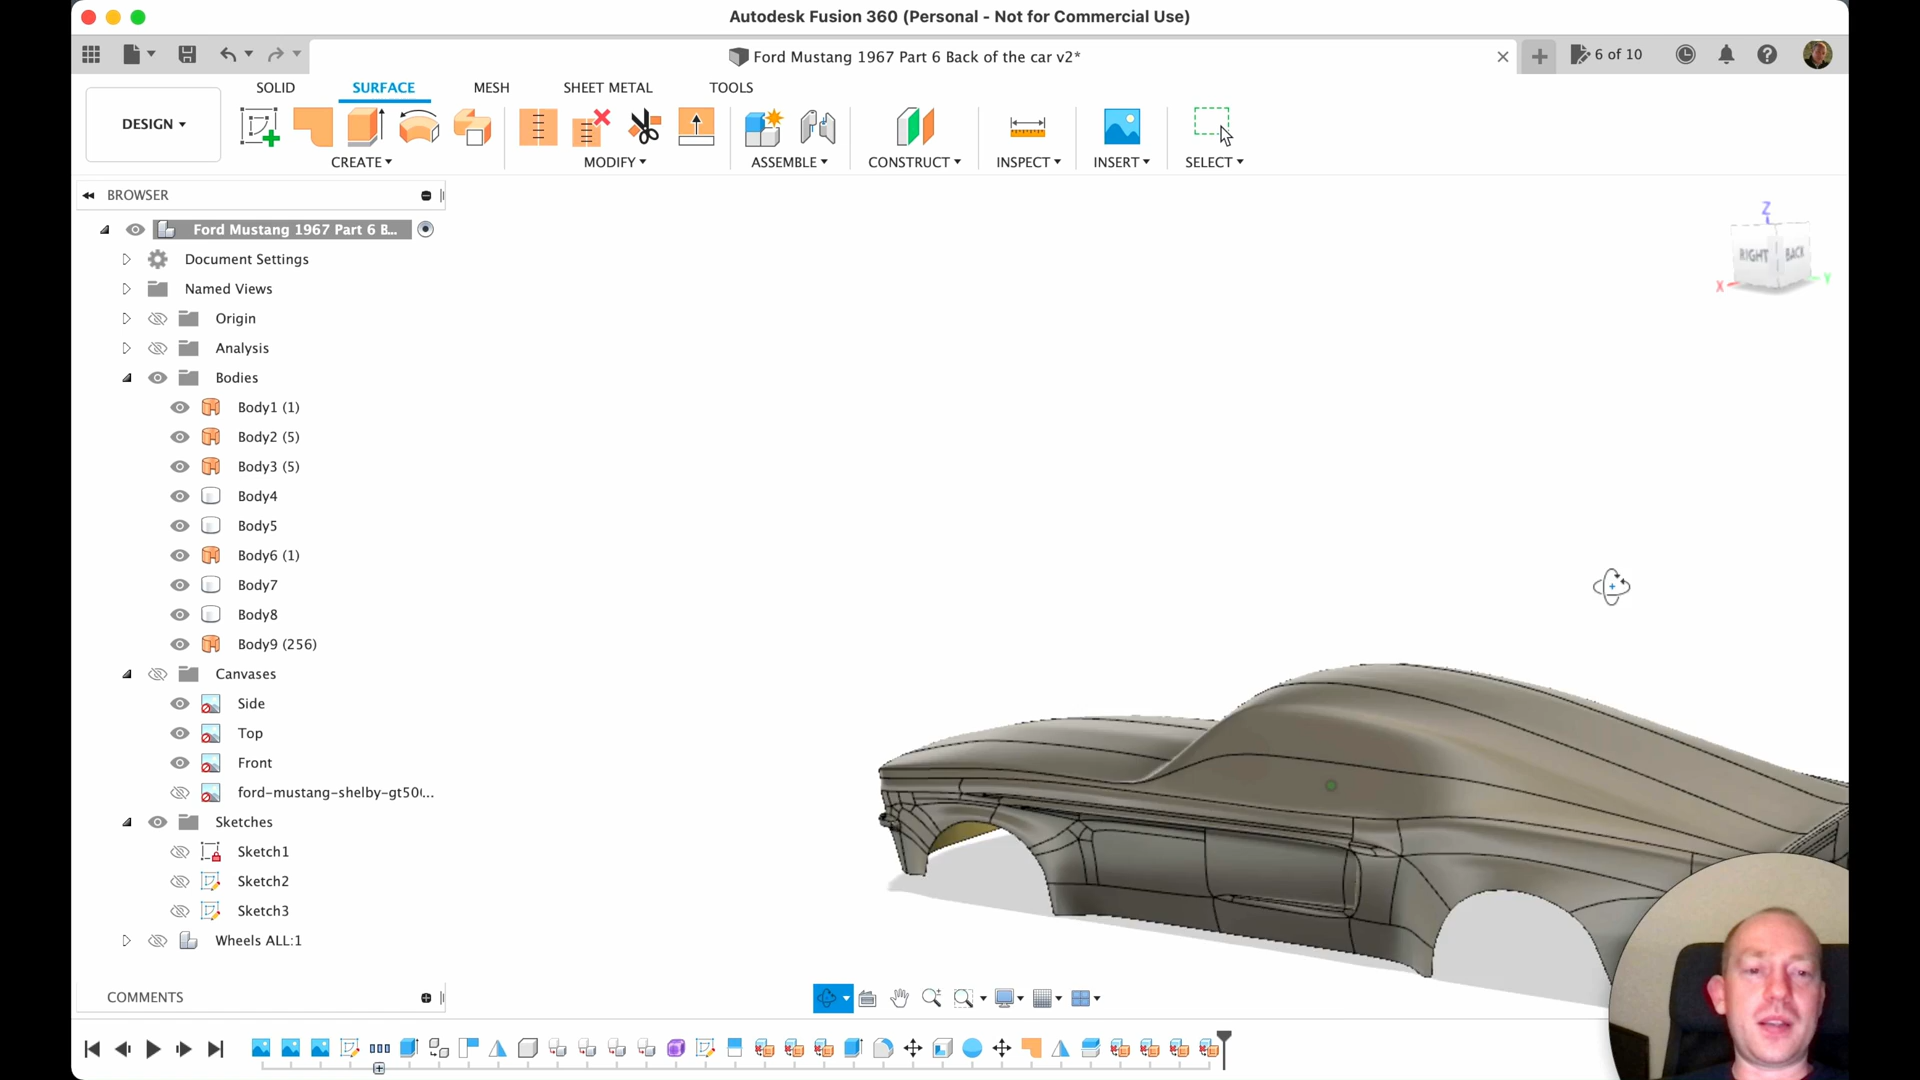 Autodesk Fusion 360 (Personal - Not for Commercial Use)
Ford Mustang 1967 Part 6 Back of the car v2*
6 of 10
SOLID SURFACE MESH SHEET METAL TOOLS
DESIGN
CREATE MODIFY ASSEMBLE CONSTRUCT INSPECT INSERT SELECT
BROWSER
Ford Mustang 1967 Part 6 B...
Document Settings
Named Views
Origin
Analysis
Bodies
Body1 (1)
Body2 (5)
Body3 (5)
Body4
Body5
Body6 (1)
Body7
Body8
Body9 (256)
Canvases
Side
Top
Front
ford-mustang-shelby-gt50(...
Sketches
Sketch1
Sketch2
Sketch3
Wheels ALL:1
COMMENTS
Z
RIGHT BACK
X Y